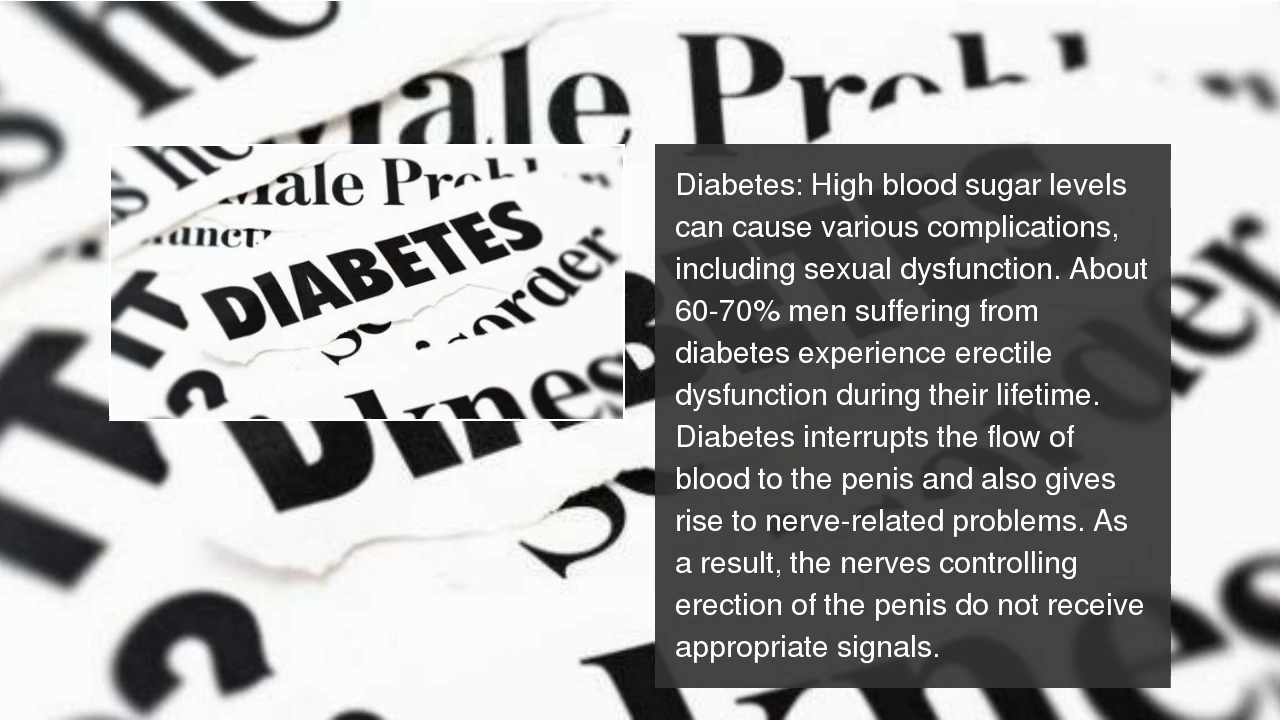 Male
DIABETES
Diabetes: High blood sugar levels
can cause various complications,
including sexual dysfunction. About
60-70% men suffering from
diabetes experience erectile
dysfunction during their lifetime.
Diabetes interrupts the flow of
blood to the penis and also gives
rise to nerve-related problems. As
a result, the nerves controlling
erection of the penis do not receive
appropriate signals.